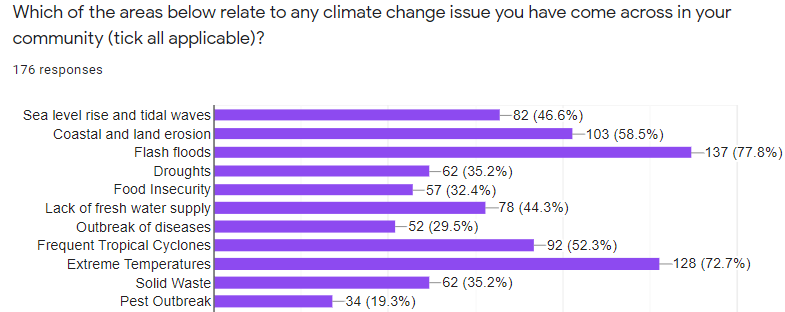 Which of the areas below relate to any climate change issue you have come across in your
community (tick all applicable)?
176 responses
Sea level rise and tidal waves 82 (46.6%)
Coastal and land erosion 103 (58.5%)
Flash floods 137 (77.8%)
Droughts 62 (35.2%)
Food Insecurity 57 (32.4%)
Lack of fresh water supply 78 (44.3%)
Outbreak of diseases 52 (29.5%)
Frequent Tropical Cyclones 92 (52.3%)
Extreme Temperatures 128 (72.7%)
Solid Waste 62 (35.2%)
Pest Outbreak 34 (19.3%)